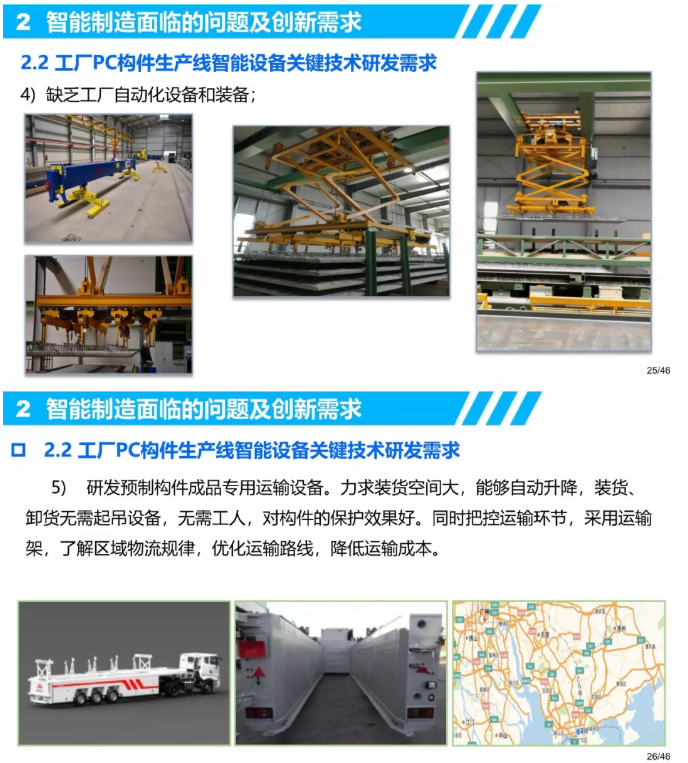 2 智能制造面临的问题及创新需求
2.2 工厂PC构件生产线智能设备关键技术研发需求
4）缺乏工厂自动化设备和装备；
25/46
2 智能制造面临的问题及创新需求
2.2 工厂PC构件生产线智能设备关键技术研发需求
5） 研发预制构件成品专用运输设备。力求装货空间大，能够自动升降，装货、
卸货无需起吊设备，无需工人，对构件的保护效果好。同时把控运输环节，采用运输
架，了解区域物流规律，优化运输路线，降低运输成本。
26/46